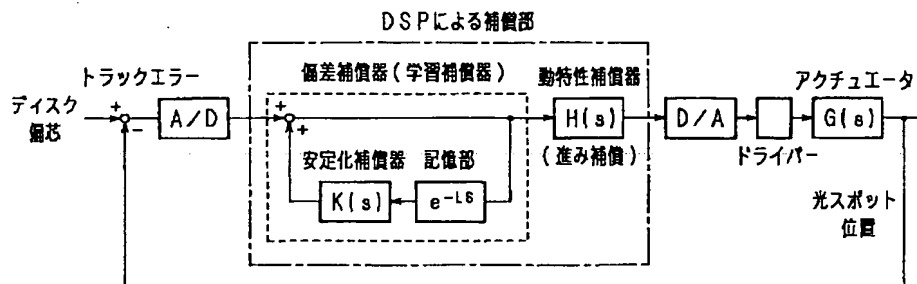 DSPによる補償部
偏差補償器(学習補償器)
動特性補償器
アクチュエータ
トラックエラー
ディスク
偏芯
+
-
A/D
+
+
H(s)
D/A
G(s)
(進み補償)
ドライバー
安定化補償器
記憶部
K(s)
e-LS
光スポット
位置